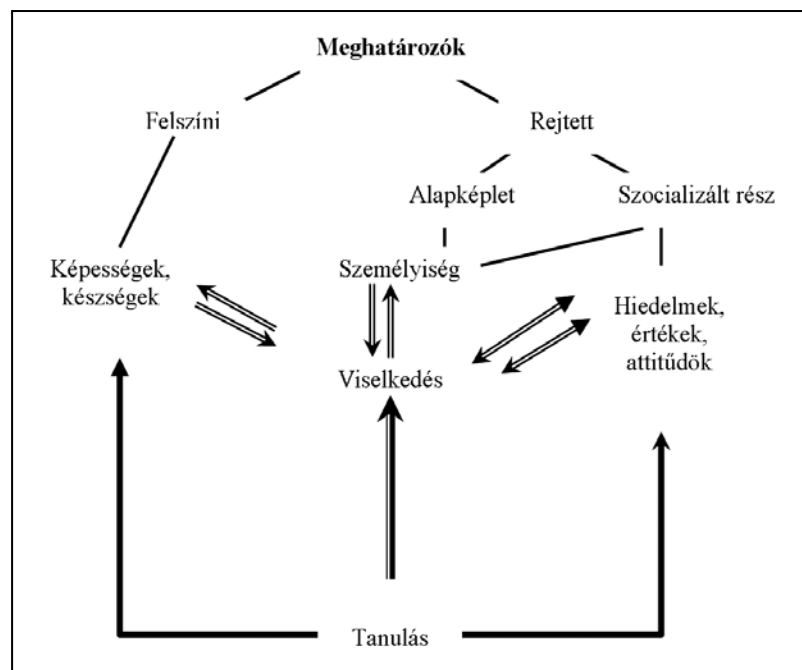 Meghatározók
Felszíni
Rejtett
Alapképlet
Szocializált rész
Képességek,
készségek
Személyiség
Hiedelmek,
értékek,
attitűdök
Viselkedés
Tanulás